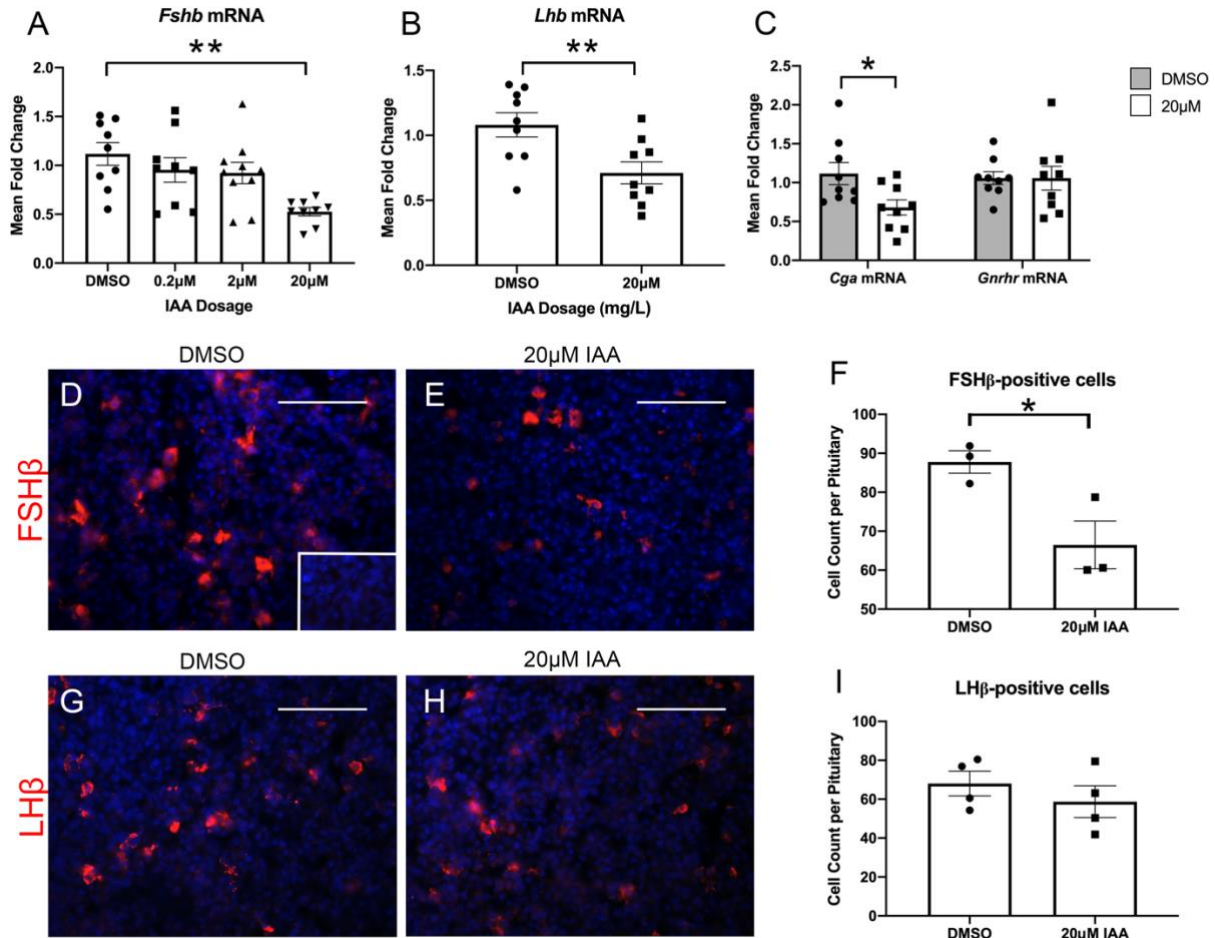 A
Fshb mRNA
**
Mean Fold Change
2.0
1.5
1.0
0.5
0.0
DMSO 0.2µM 2µM 20µM
IAA Dosage
B
Lhb mRNA
**
Mean Fold Change
1.5
1.0
0.5
0.0
DMSO 20µM
IAA Dosage (mg/L)
C
*
Mean Fold Change
2.5
2.0
1.5
1.0
0.5
0.0
Cga mRNA Gnrhr mRNA
DMSO
20µM
DMSO
20µM IAA
FSHβ
D
E
F
FSHβ-positive cells
*
Cell Count per Pituitary
100
90
80
70
60
50
DMSO 20µM IAA
DMSO
20µM IAA
LHβ
G
H
I
LHβ-positive cells
Cell Count per Pituitary
100
80
60
40
20
0
DMSO 20µM IAA